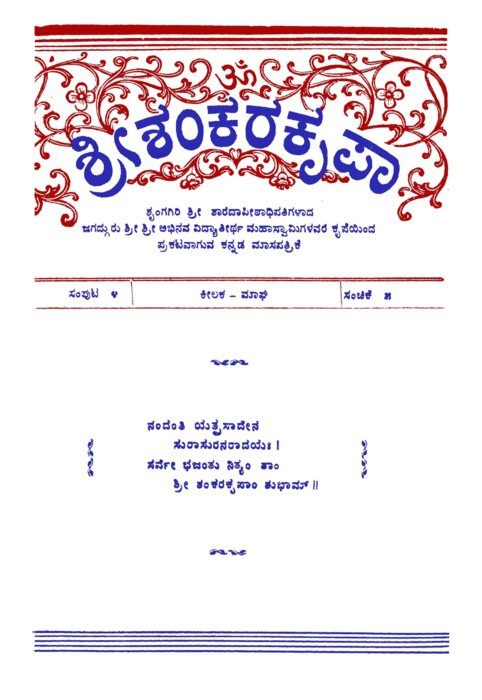 ॐ
ಶ್ರೀಶಂಕರಕೃಪಾ
ಶೃಂಗಗಿರಿ ಶ್ರೀ ಶಾರದಾಪೀಠಾಧಿಪತಿಗಳಾದ
ಜಗದ್ಗುರು ಶ್ರೀ ಶ್ರೀ ಅಭಿನವ ವಿದ್ಯಾತೀರ್ಥ ಮಹಾಸ್ವಾಮಿಗಳವರ ಕೃಪೆಯಿಂದ
ಪ್ರಕಟವಾಗುವ ಕನ್ನಡ ಮಾಸಪತ್ರಿಕೆ
ಸಂಪುಟ ೪ ಕೀಲಕ – ಮಾಘ ಸಂಚಿಕೆ ೫
ನಂದಂತಿ ಯತ್ಪ್ರಸಾದೇನ
ಸುರಾಸುರನರಾದಯಃ ।
ಸರ್ವೇ ಭಜಂತು ನಿತ್ಯಂ ತಾಂ
ಶ್ರೀ ಶಂಕರಕೃಪಾಂ ಶುಭಾಮ್ ॥